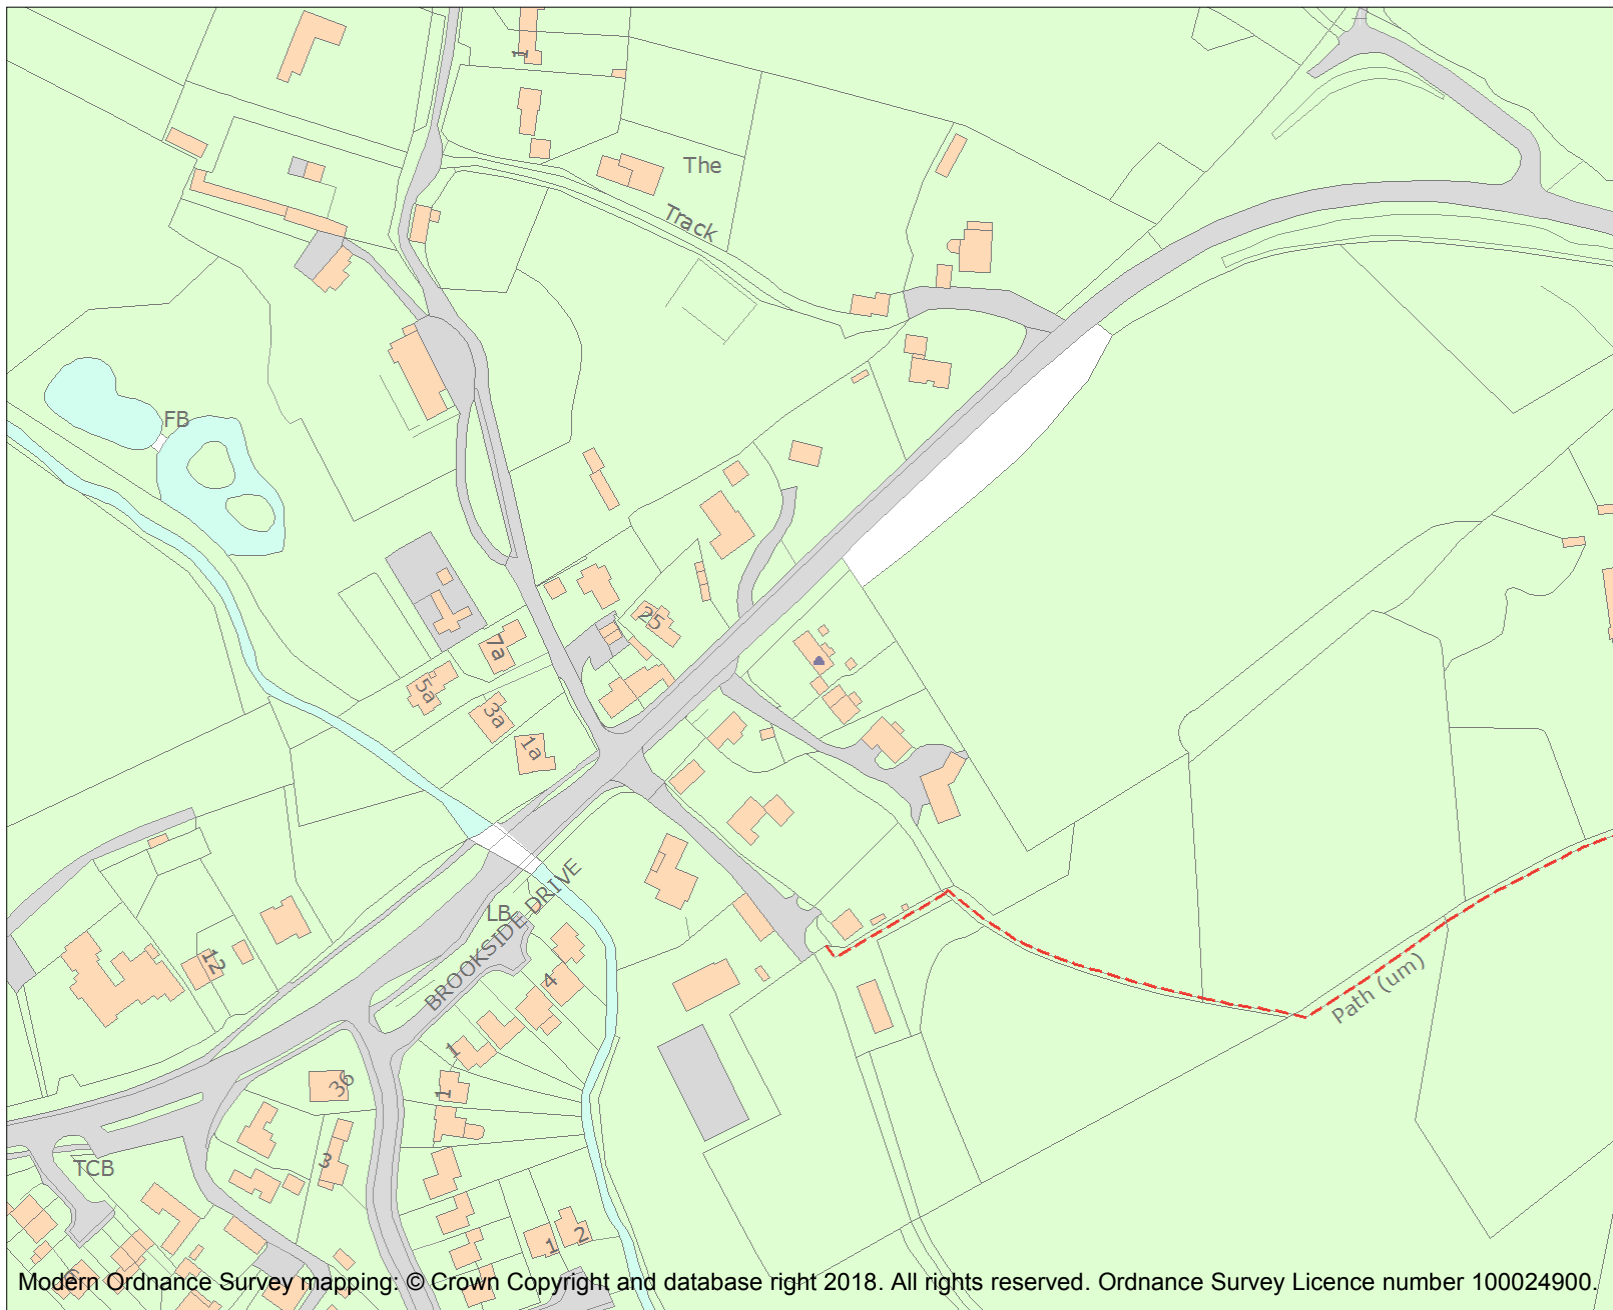 1
The
Track
FB
25
7a
5a
3a
1a
LB
BROOKSIDE DRIVE
12
4
Path (um)
1
36
1
3
TCB
1 2
Modern Ordnance Survey mapping: © Crown Copyright and database right 2018. All rights reserved. Ordnance Survey Licence number 100024900.